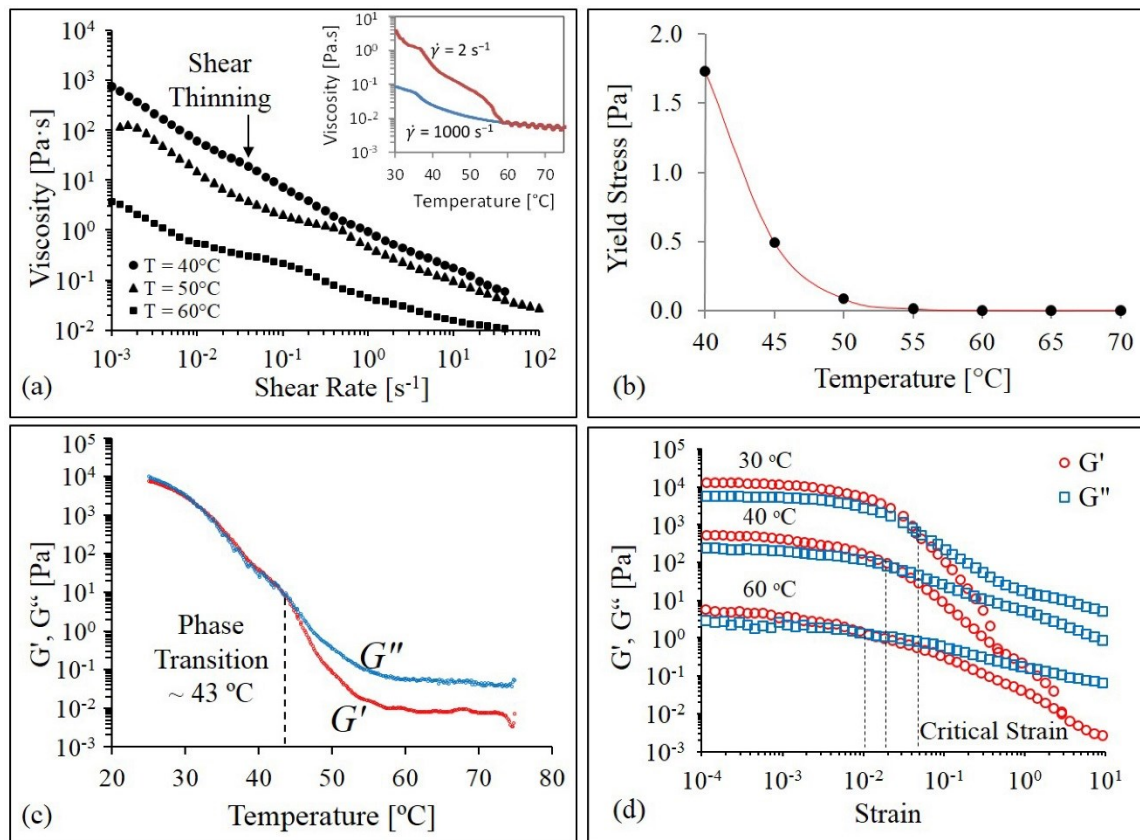 10⁴
10³
10²
10¹
10⁰
10⁻¹
10⁻²
Viscosity [Pa·s]
Shear
Thinning
T = 40°C
T = 50°C
T = 60°C
10⁻³ 10⁻² 10⁻¹ 10⁰ 10¹ 10²
Shear Rate [s⁻¹]
(a)
10¹
10⁰
10⁻¹
10⁻²
10⁻³
Viscosity [Pa.s]
γ̇ = 2 s⁻¹
γ̇ = 1000 s⁻¹
30 40 50 60 70
Temperature [°C]
2.0
1.5
1.0
0.5
0.0
Yield Stress [Pa]
40 45 50 55 60 65 70
Temperature [°C]
(b)
10⁵
10⁴
10³
10²
10¹
10⁰
10⁻¹
10⁻²
10⁻³
G', G“ [Pa]
Phase
Transition
~ 43 ºC
G"
G'
20 30 40 50 60 70 80
Temperature [ºC]
(c)
10⁵
10⁴
10³
10²
10¹
10⁰
10⁻¹
10⁻²
10⁻³
G', G“ [Pa]
30 ºC
40 ºC
60 ºC
G'
G"
Critical Strain
10⁻⁴ 10⁻³ 10⁻² 10⁻¹ 10⁰ 10¹
Strain
(d)